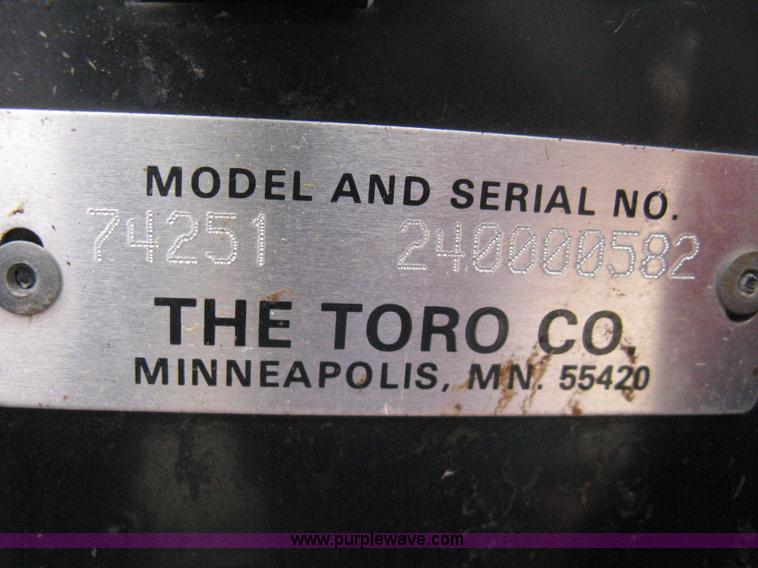 MODEL AND SERIAL NO.
74251 240000582
THE TORO CO.
MINNEAPOLIS, MN. 55420
www.purplewave.com